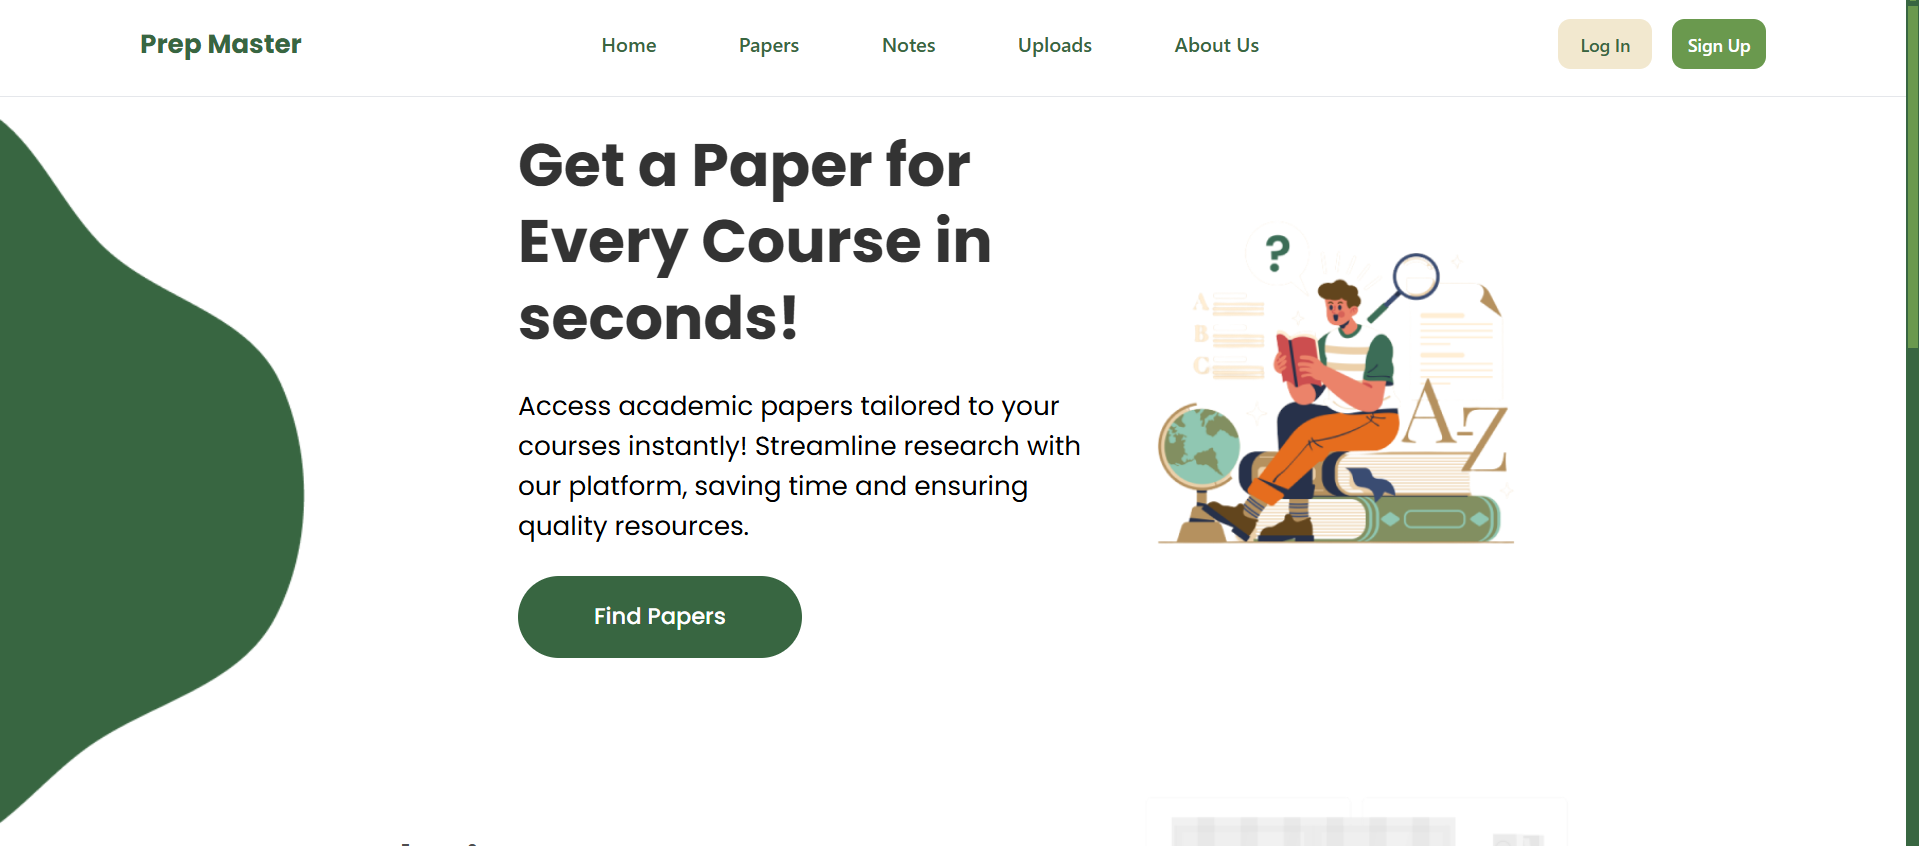 Prep Master
Home
Papers
Notes
Uploads
About Us
Log In
Sign Up
Get a Paper for
Every Course in
seconds!
Access academic papers tailored to your
courses instantly! Streamline research with
our platform, saving time and ensuring
quality resources.
Find Papers
?
A
B
C
A-Z